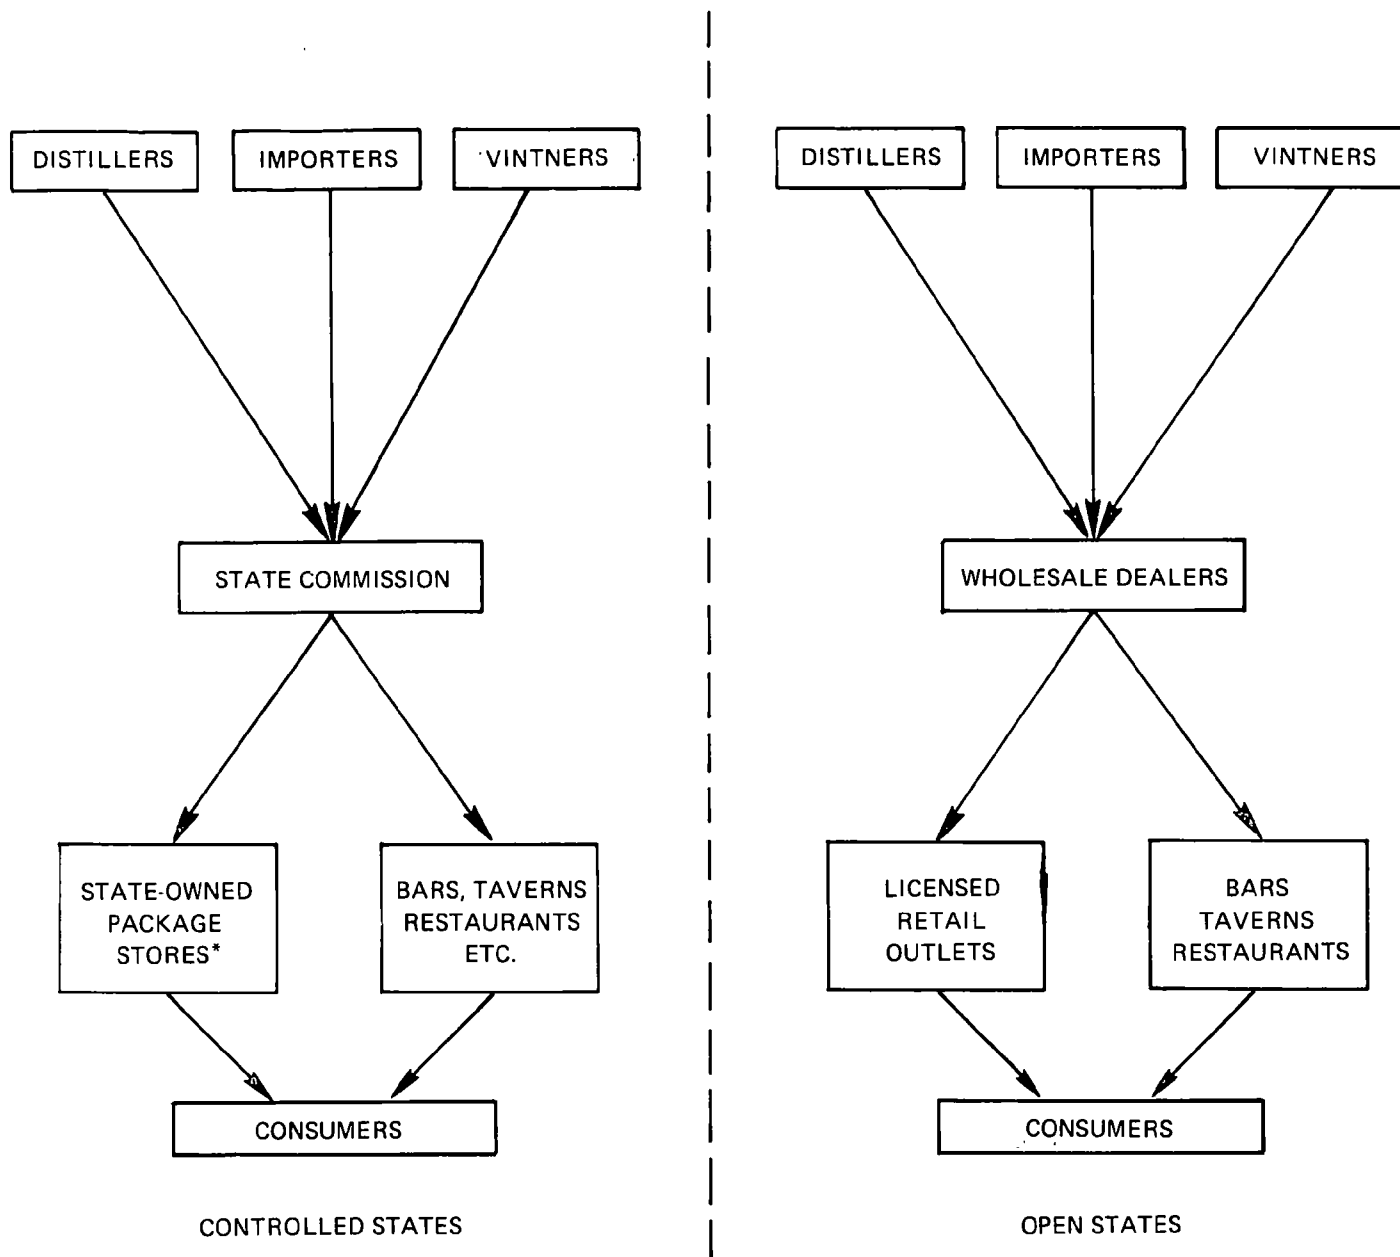 DISTILLERS
IMPORTERS
VINTNERS
STATE COMMISSION
STATE-OWNED
PACKAGE
STORES*
BARS, TAVERNS
RESTAURANTS
ETC.
CONSUMERS
CONTROLLED STATES
DISTILLERS
IMPORTERS
VINTNERS
WHOLESALE DEALERS
LICENSED
RETAIL
OUTLETS
BARS
TAVERNS
RESTAURANTS
CONSUMERS
OPEN STATES